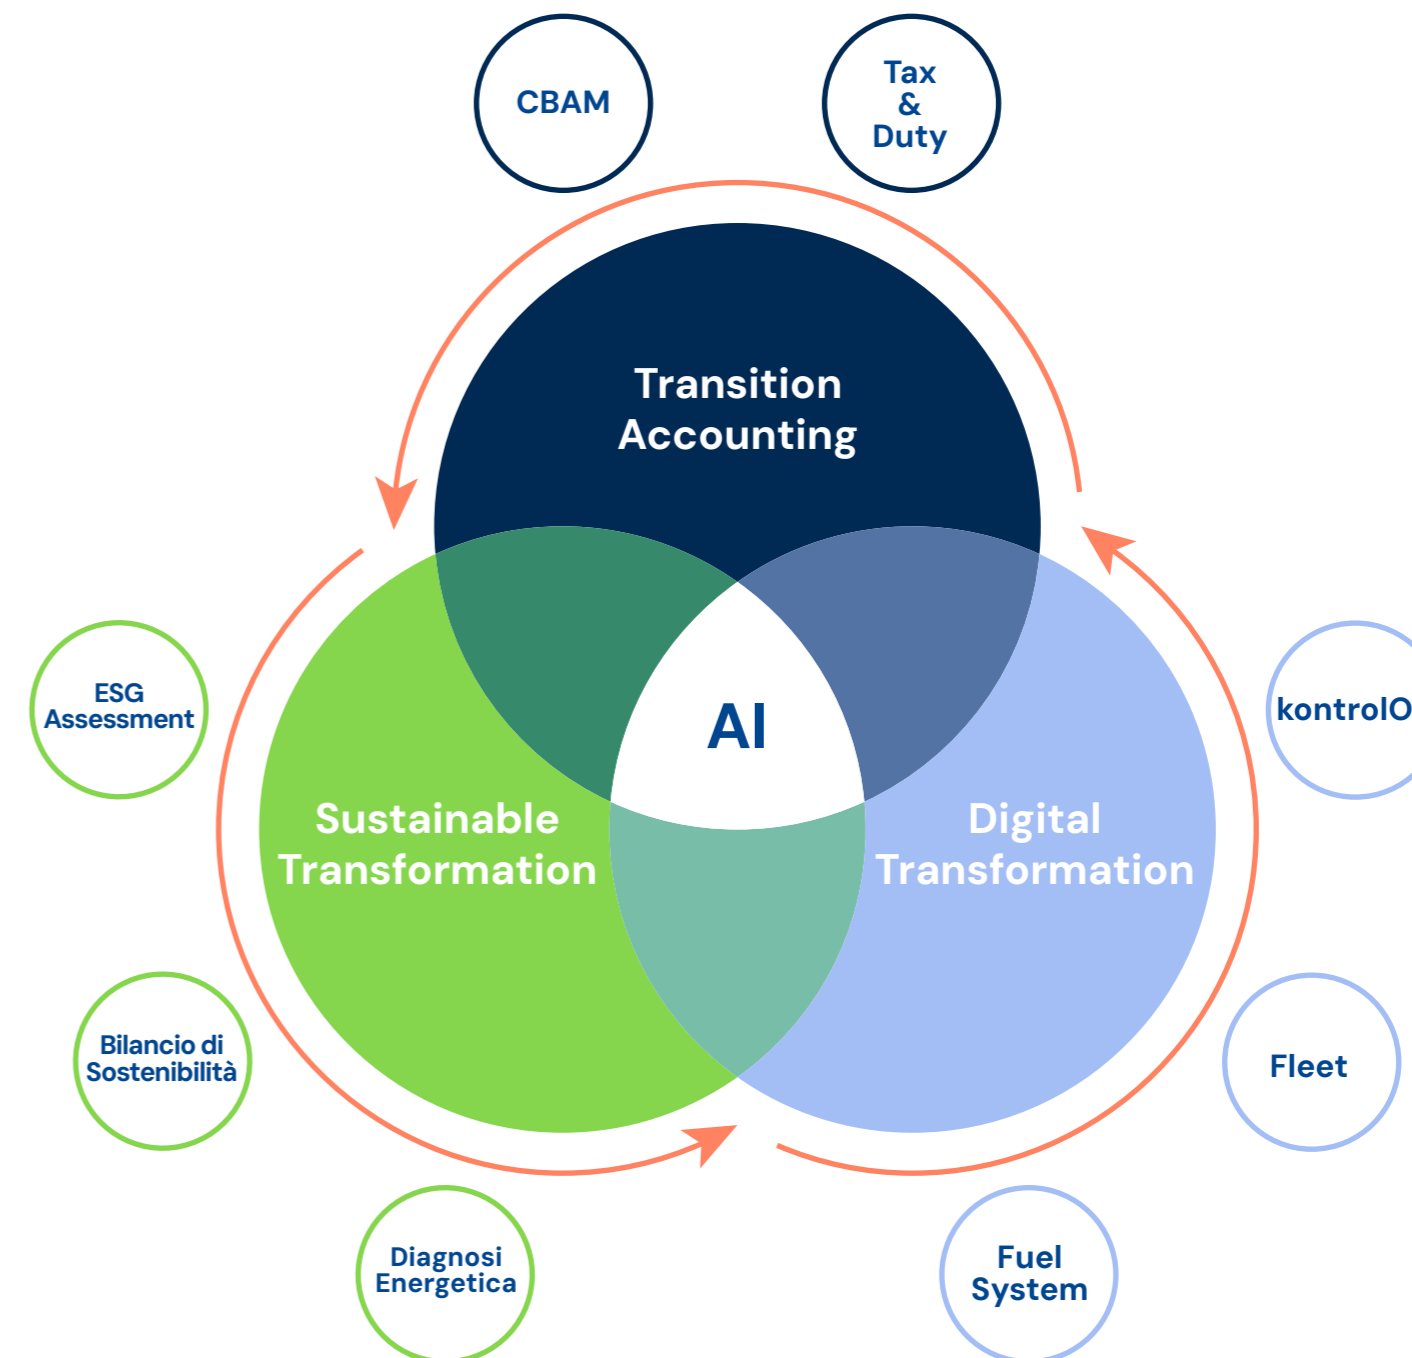 CBAM
Tax
&
Duty
Transition
Accounting
ESG
Assessment
AI
kontrolO
Sustainable
Transformation
Digital
Transformation
Bilancio di
Sostenibilità
Fleet
Diagnosi
Energetica
Fuel
System